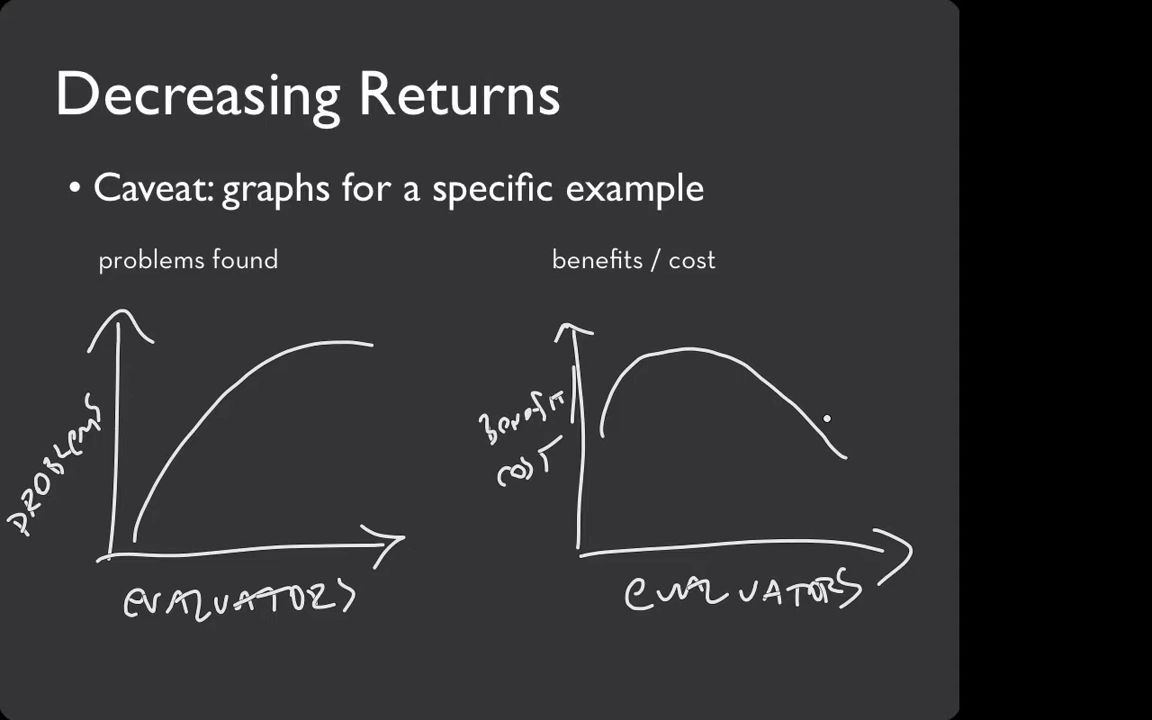 Decreasing Returns
• Caveat: graphs for a specific example
problems found
benefits / cost
PROBLEMS
EVALUATORS
Benefit
COST
EVALUATORS